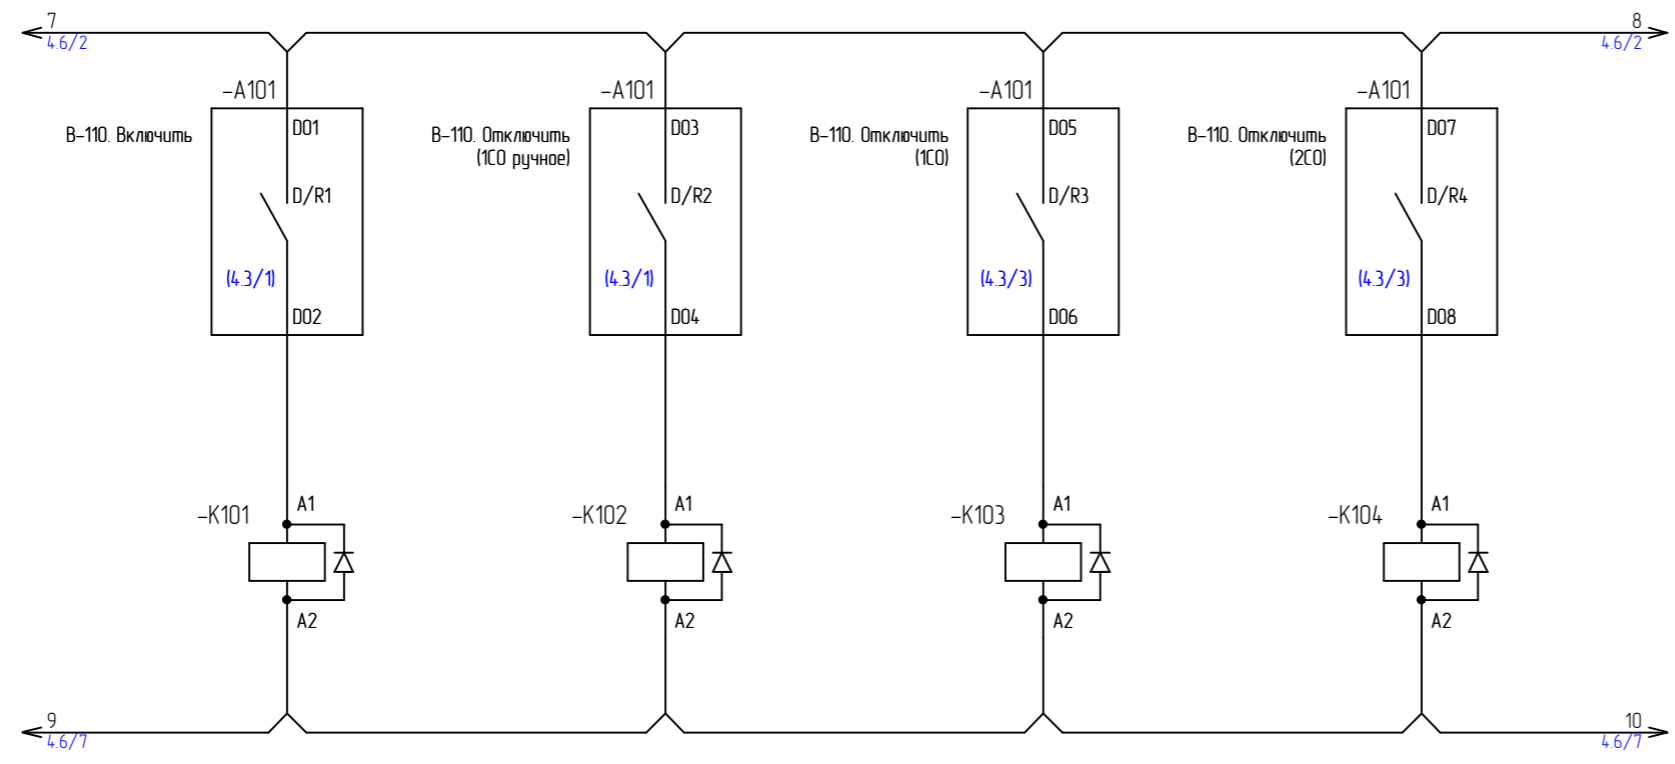 7
4.6/2
8
4.6/2
-A101
-A101
-A101
-A101
В-110. Включить
DO1
В-110. Отключить
(1СО ручное)
DO3
В-110. Отключить
(1СО)
DO5
В-110. Отключить
(2СО)
DO7
D/R1
D/R2
D/R3
D/R4
(4.3/1)
(4.3/1)
(4.3/3)
(4.3/3)
DO2
DO4
DO6
DO8
-K101
A1
-K102
A1
-K103
A1
-K104
A1
A2
A2
A2
A2
9
4.6/7
10
4.6/7